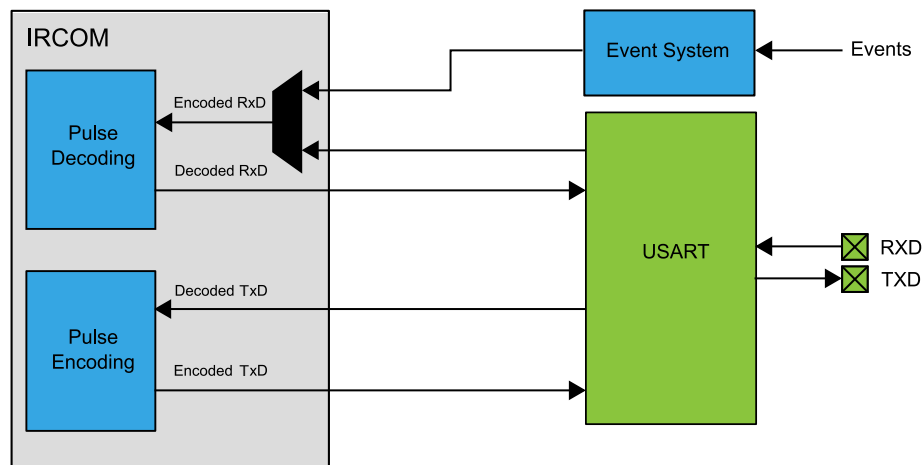 IRCOM
Event System
Events
Encoded RxD
Pulse
Decoding
Decoded RxD
USART
RXD
TXD
Decoded TxD
Pulse
Encoding
Encoded TxD